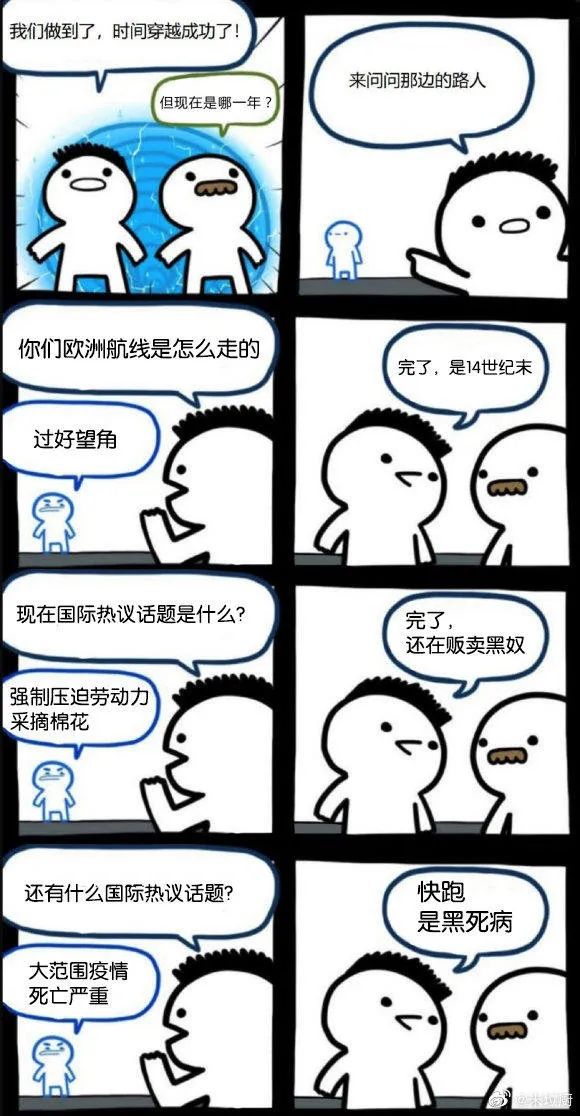 我们做到了，时间穿越成功了！
但现在是哪一年？
来问问那边的路人
你们欧洲航线是怎么走的
过好望角
完了，是14世纪末
现在国际热议话题是什么？
强制压迫劳动力
采摘棉花
完了，
还在贩卖黑奴
还有什么国际热议话题？
大范围疫情
死亡严重
快跑
是黑死病